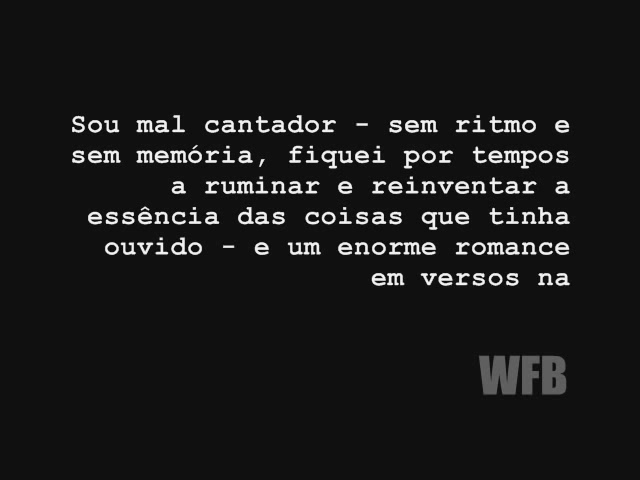 Sou mal cantador - sem ritmo e
sem memória, fiquei por tempos
a ruminar e reinventar a
essência das coisas que tinha
ouvido - e um enorme romance
em versos na
WFB